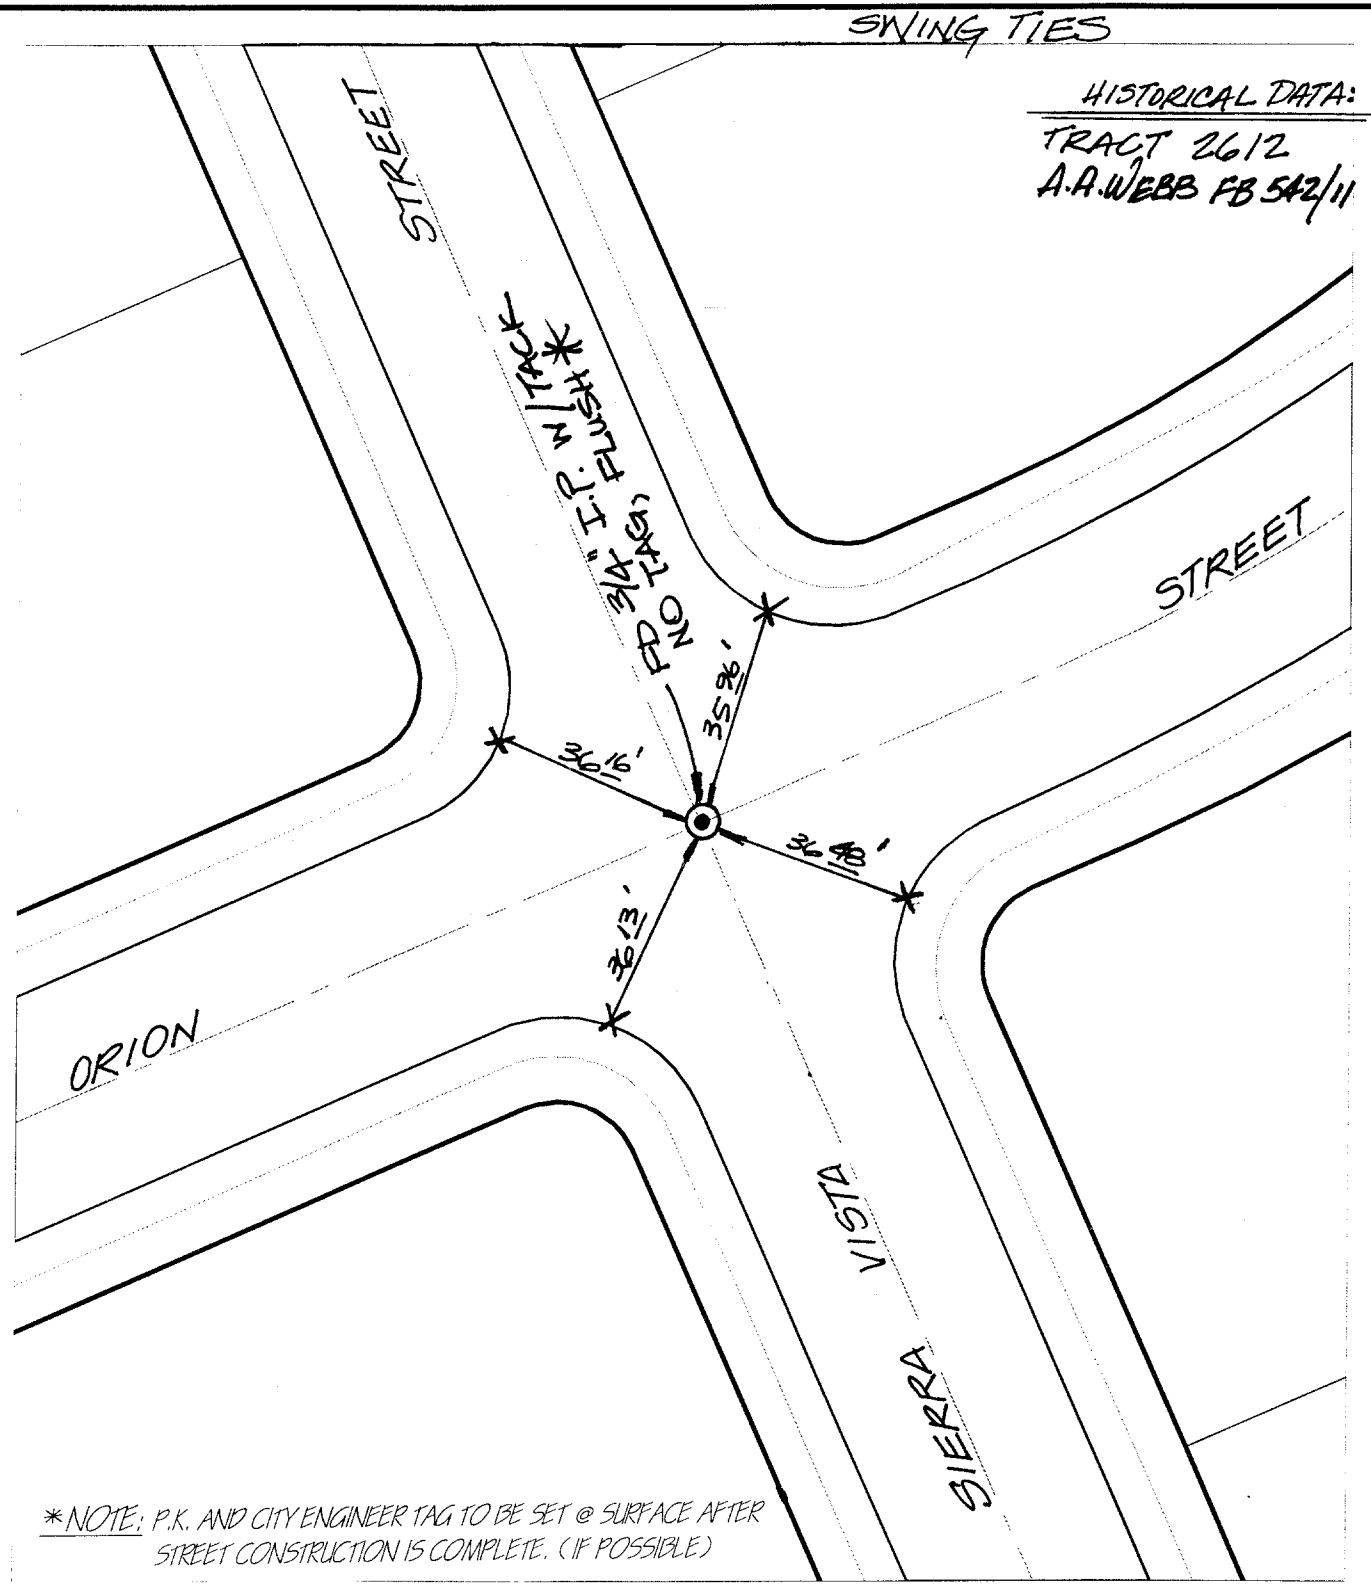 SWING TIES
HISTORICAL DATA:
TRACT 2612
A.A. WEBB FB 542/11
STREET
FD 3/4" I.P. W/ TACK
NO TAG, FLUSH *
STREET
35.96'
36.16'
36.48'
36.13'
ORION
VISTA
SIERRA
*NOTE: P.K. AND CITY ENGINEER TAG TO BE SET @ SURFACE AFTER
STREET CONSTRUCTION IS COMPLETE. (IF POSSIBLE)